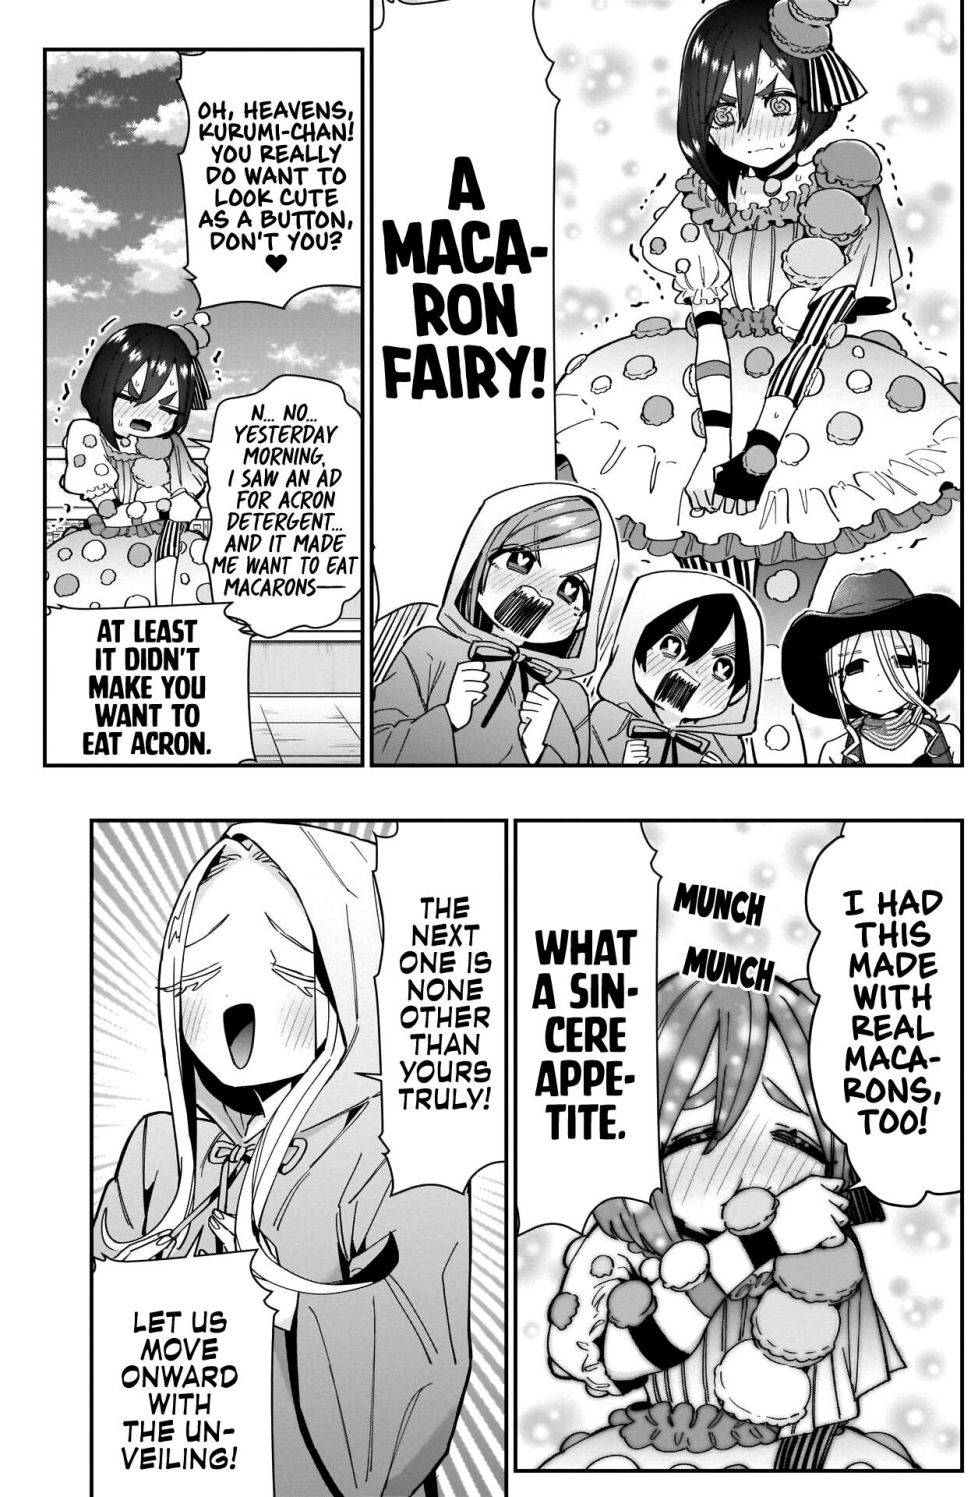 A
MACA-
RON
FAIRY!
OH, HEAVENS,
KURUMI-CHAN!
YOU REALLY
DO WANT TO
LOOK CUTE
AS A BUTTON,
DON'T YOU?
♥
N... NO...
YESTERDAY
MORNING,
I SAW AN AD
FOR ACRON
DETERGENT...
AND IT MADE
ME WANT TO EAT
MACARONS—
AT LEAST
IT DIDN'T
MAKE YOU
WANT TO
EAT ACRON.
I HAD
THIS
MADE
WITH
REAL
MACA-
RONS,
TOO!
MUNCH
MUNCH
WHAT
A SIN-
CERE
APPE-
TITE.
THE
NEXT
ONE IS
NONE
OTHER
THAN
YOURS
TRULY!
LET US
MOVE
ONWARD
WITH
THE UN-
VEILING!